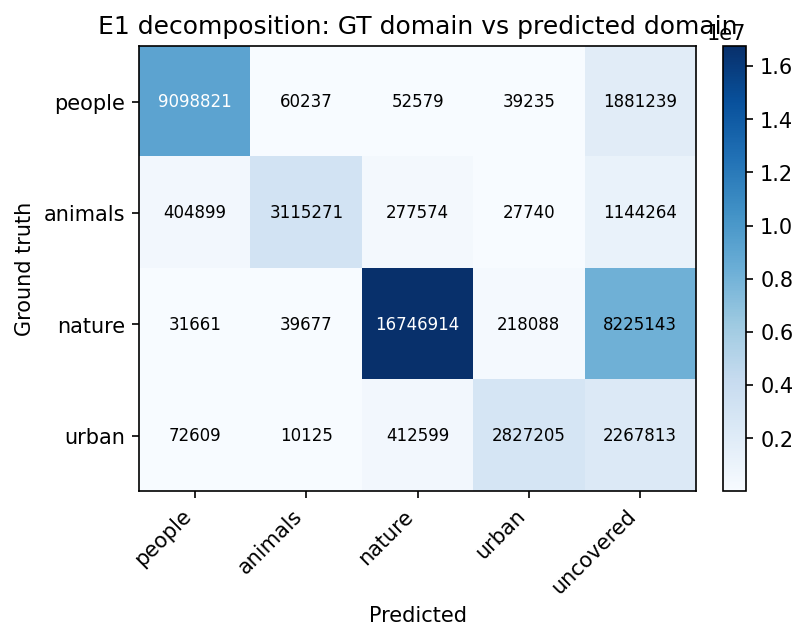 E1 decomposition: GT domain vs predicted domain
1e7
people 9098821 60237 52579 39235 1881239
animals 404899 3115271 277574 27740 1144264
nature 31661 39677 16746914 218088 8225143
urban 72609 10125 412599 2827205 2267813
Ground truth
people animals nature urban uncovered
Predicted
1.6
1.4
1.2
1.0
0.8
0.6
0.4
0.2